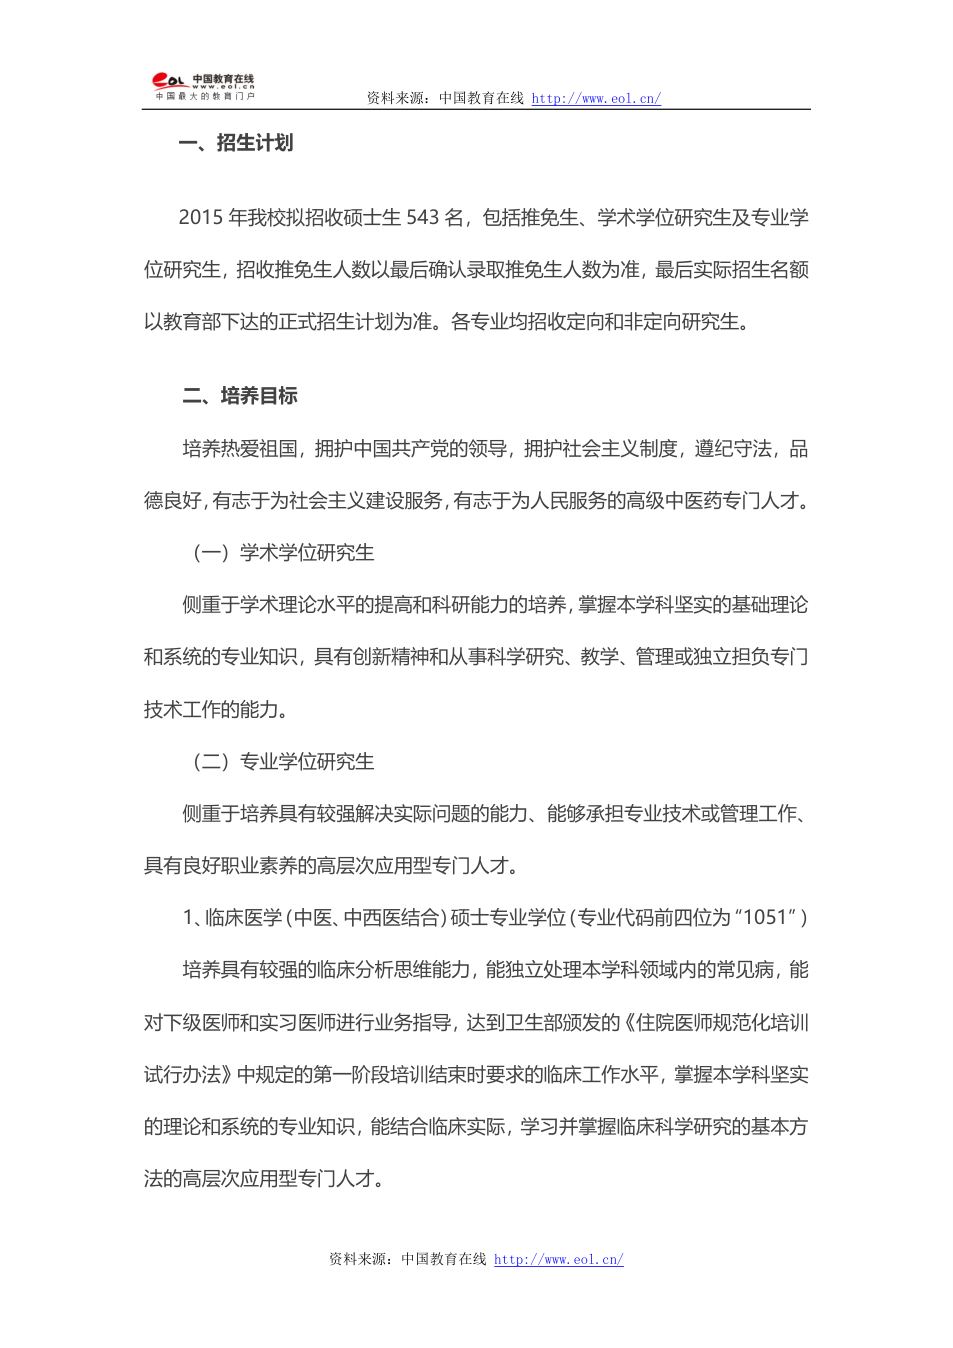 eol 中国教育在线
www.eol.cn
中国最大的教育门户
资料来源：中国教育在线 http://www.eol.cn/
一、招生计划
2015 年我校拟招收硕士生 543 名，包括推免生、学术学位研究生及专业学
位研究生，招收推免生人数以最后确认录取推免生人数为准，最后实际招生名额
以教育部下达的正式招生计划为准。各专业均招收定向和非定向研究生。
二、培养目标
培养热爱祖国，拥护中国共产党的领导，拥护社会主义制度，遵纪守法，品
德良好，有志于为社会主义建设服务，有志于为人民服务的高级中医药专门人才。
（一）学术学位研究生
侧重于学术理论水平的提高和科研能力的培养，掌握本学科坚实的基础理论
和系统的专业知识，具有创新精神和从事科学研究、教学、管理或独立担负专门
技术工作的能力。
（二）专业学位研究生
侧重于培养具有较强解决实际问题的能力、能够承担专业技术或管理工作、
具有良好职业素养的高层次应用型专门人才。
1、临床医学（中医、中西医结合）硕士专业学位（专业代码前四位为“1051”）
培养具有较强的临床分析思维能力，能独立处理本学科领域内的常见病，能
对下级医师和实习医师进行业务指导，达到卫生部颁发的《住院医师规范化培训
试行办法》中规定的第一阶段培训结束时要求的临床工作水平，掌握本学科坚实
的理论和系统的专业知识，能结合临床实际，学习并掌握临床科学研究的基本方
法的高层次应用型专门人才。
资料来源：中国教育在线 http://www.eol.cn/